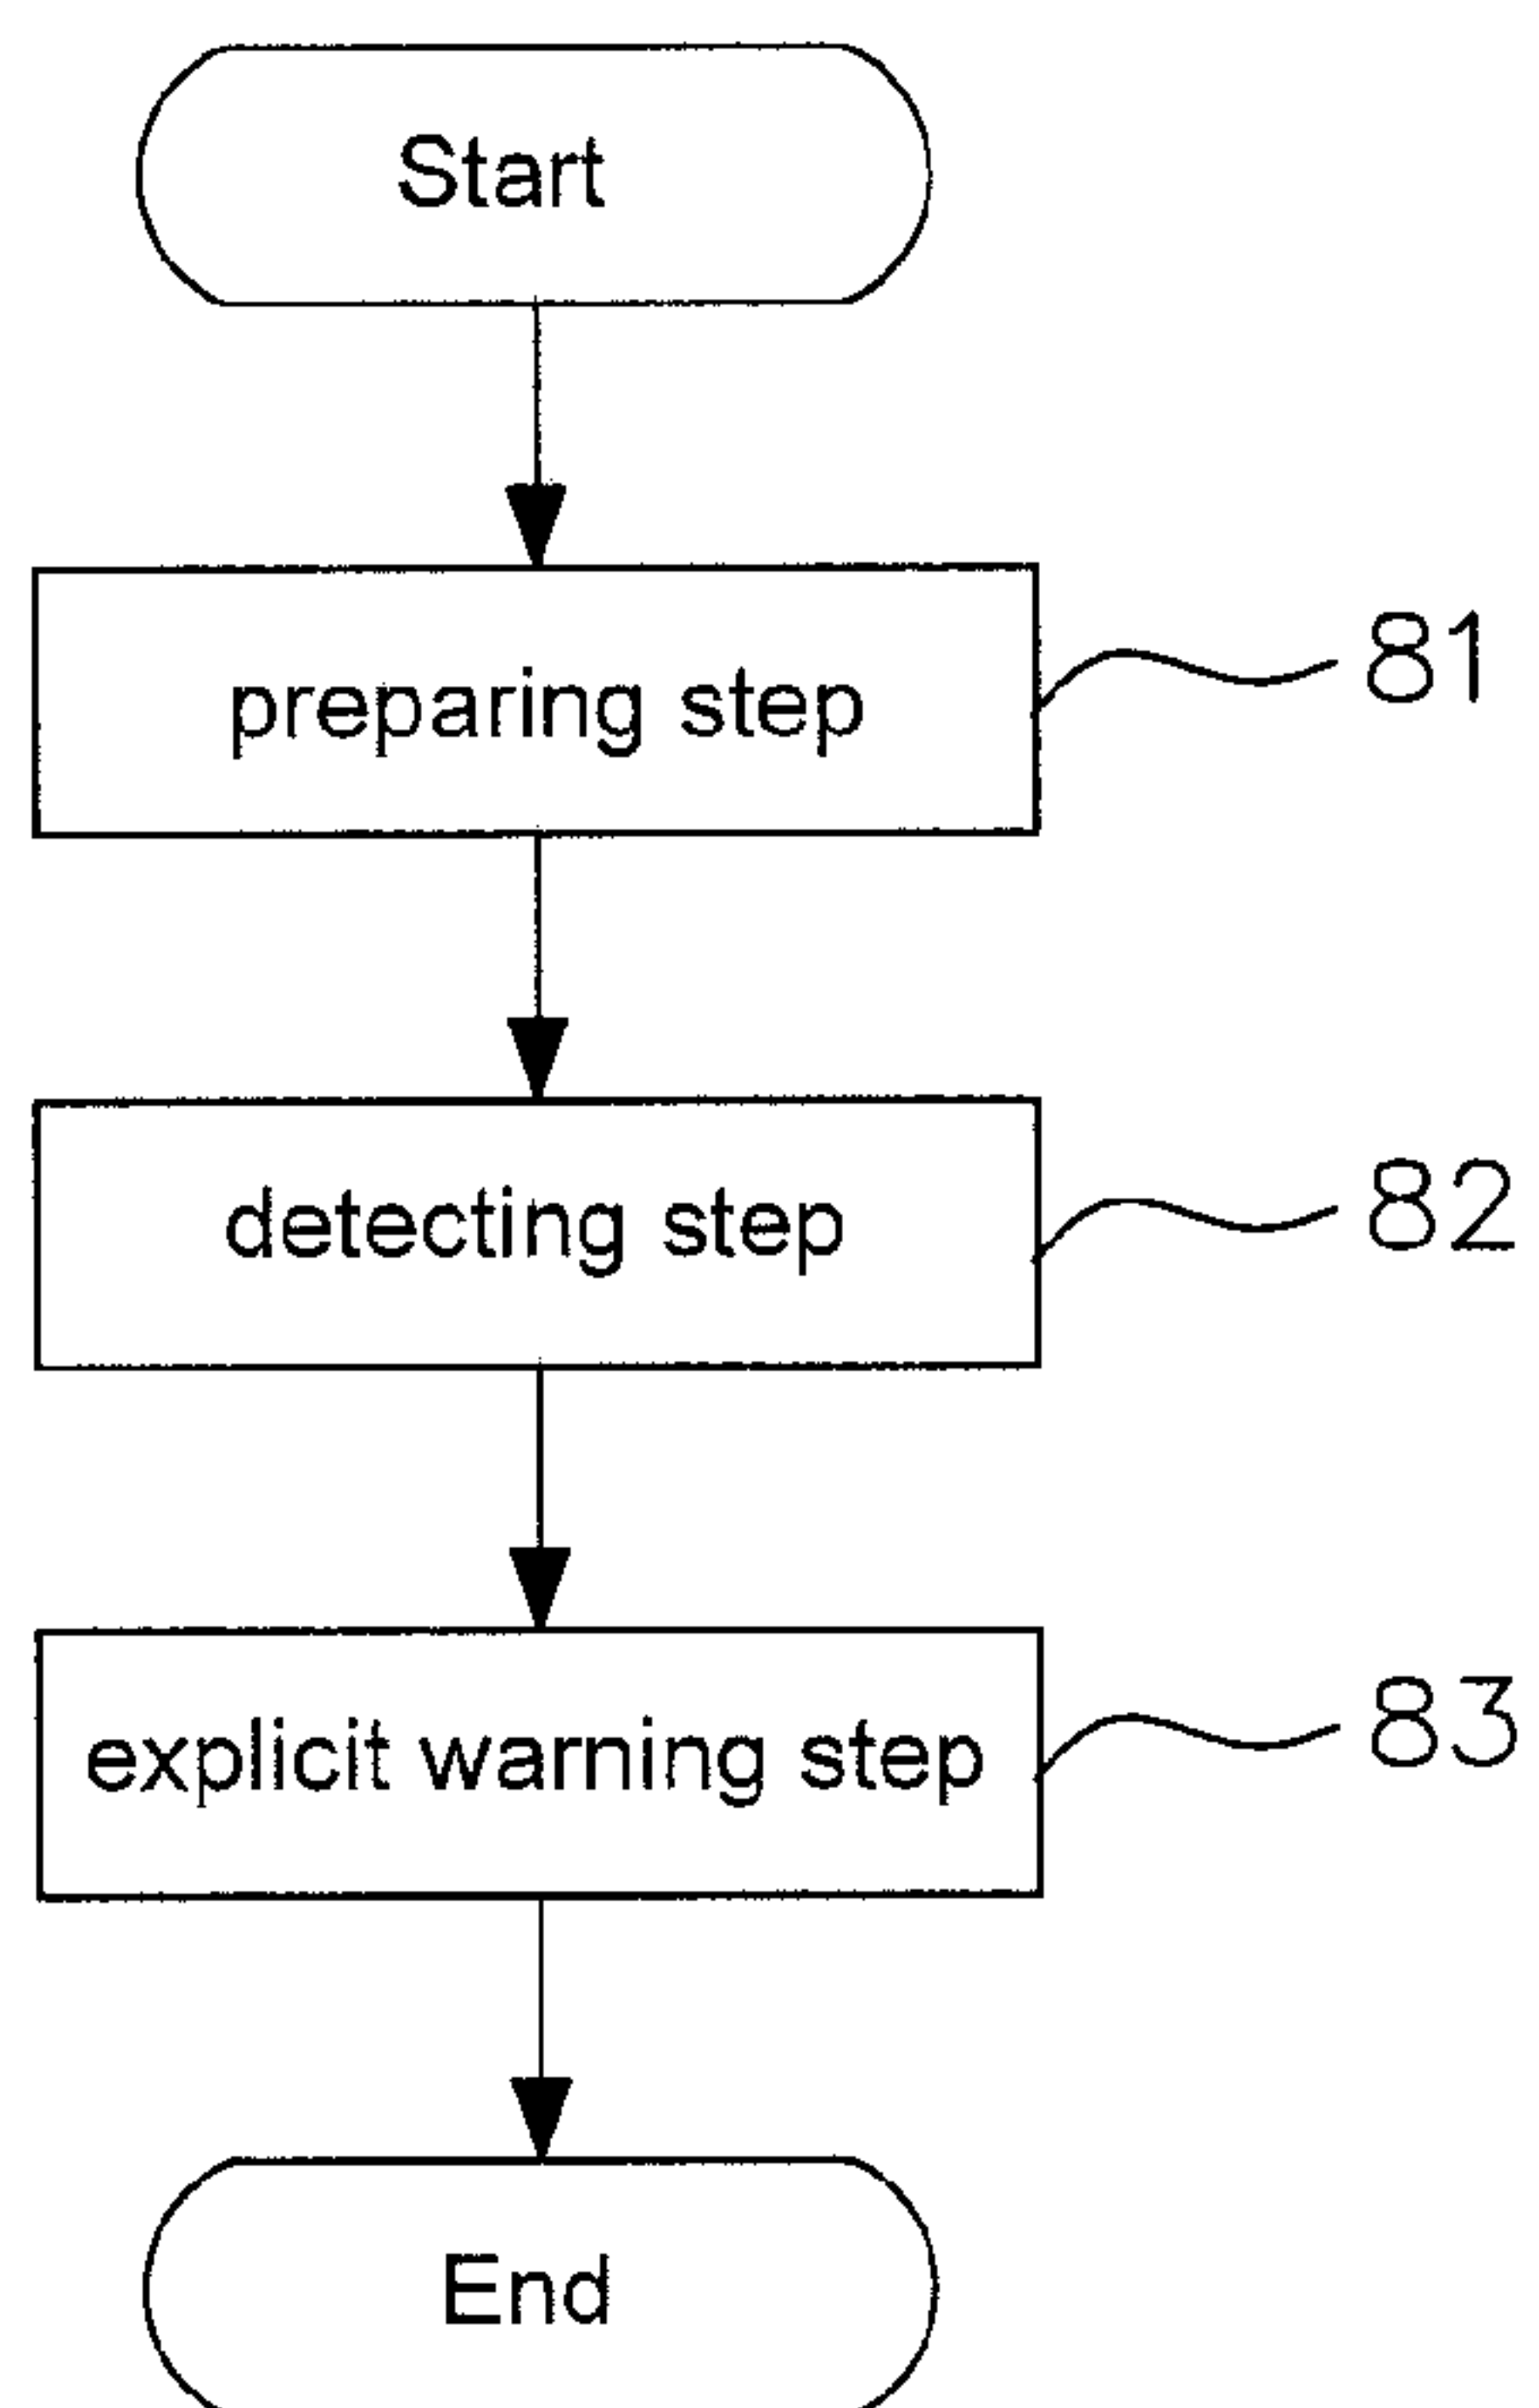 Start
preparing step
81
detecting step
82
explicit warning step
83
End